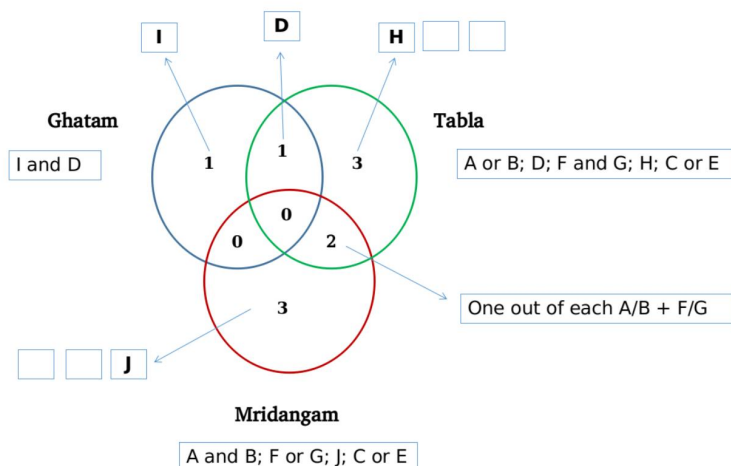 I
D
H
Ghatam
Tabla
I and D
1
1
3
A or B; D; F and G; H; C or E
0
0
2
One out of each A/B + F/G
3
J
Mridangam
A and B; F or G; J; C or E